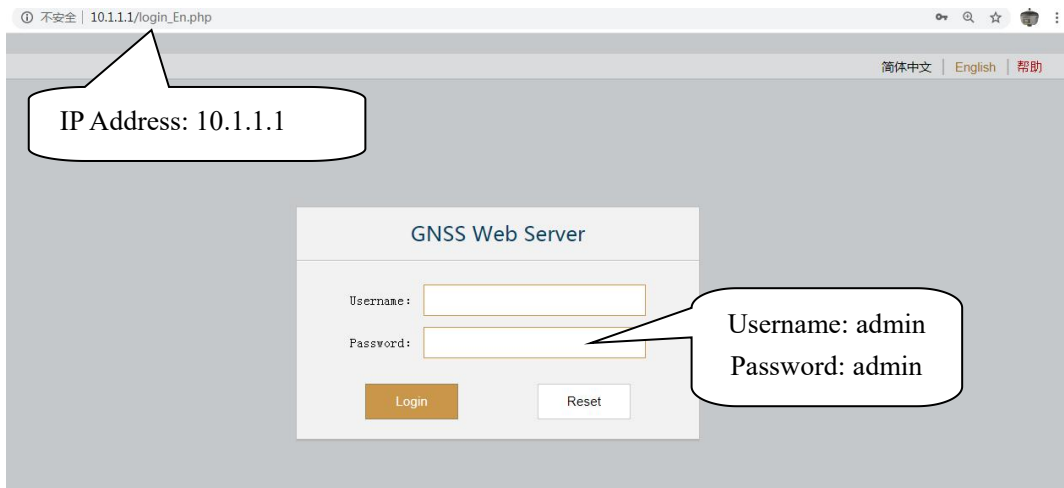 不安全 10.1.1.1/login_En.php
简体中文 English 帮助
IP Address: 10.1.1.1
GNSS Web Server
Username:
Password:
Username: admin
Password: admin
Login Reset